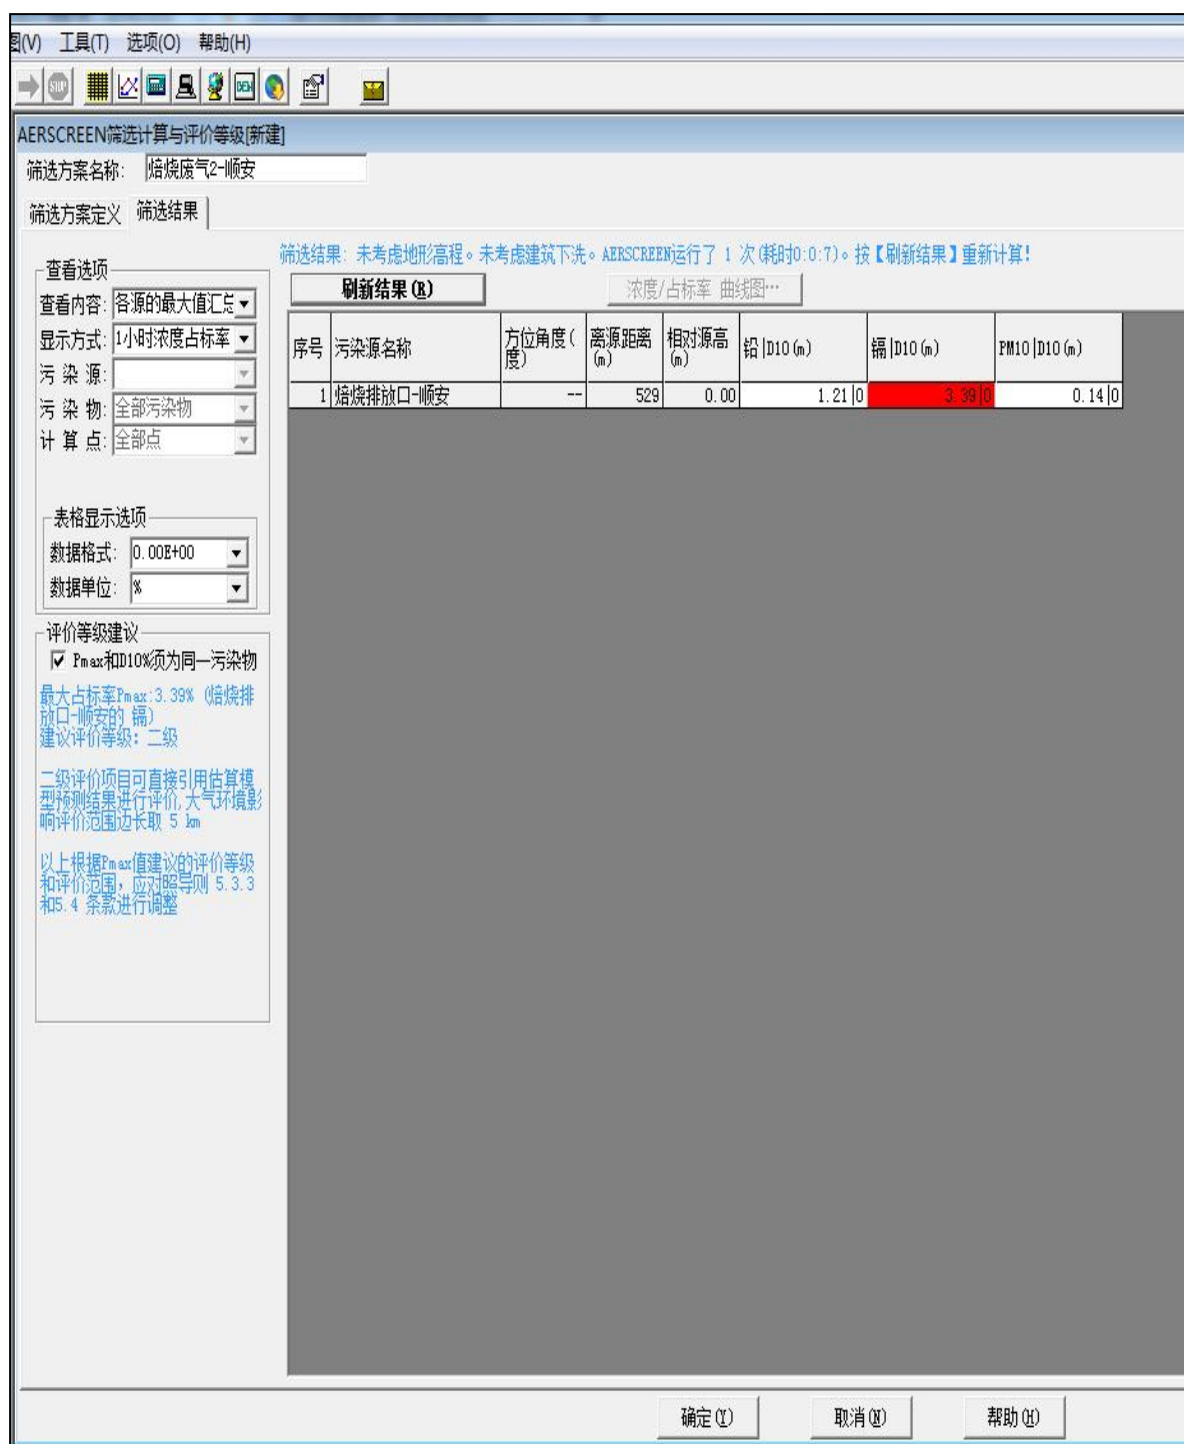 图(V) 工具(T) 选项(O) 帮助(H)
STOP
DEM
AERSCREEN筛选计算与评价等级[新建]
筛选方案名称: 焙烧废气2-顺安
筛选方案定义 筛选结果
筛选结果: 未考虑地形高程。未考虑建筑下洗。AERSCREEN运行了 1 次(耗时0:0:7)。按【刷新结果】重新计算!
查看选项
刷新结果(R) 浓度/占标率 曲线图…
查看内容: 各源的最大值汇总
显示方式: 1小时浓度占标率
污 染 源:
污 染 物: 全部污染物
计 算 点: 全部点
序号 污染源名称 方位角度(度) 离源距离(m) 相对源高(m) 铅|D10(m) 镉|D10(m) PM10|D10(m)
1 焙烧排放口-顺安 -- 529 0.00 1.21|0 3.39|0 0.14|0
表格显示选项
数据格式: 0.00E+00
数据单位: %
评价等级建议
Pmax和D10%须为同一污染物
最大占标率Pmax:3.39% (焙烧排
放口-顺安的 镉)
建议评价等级: 二级
二级评价项目可直接引用估算模
型预测结果进行评价,大气环境影
响评价范围边长取 5 km
以上根据Pmax值建议的评价等级
和评价范围,应对照导则 5.3.3
和5.4 条款进行调整
确定(Y) 取消(N) 帮助(H)